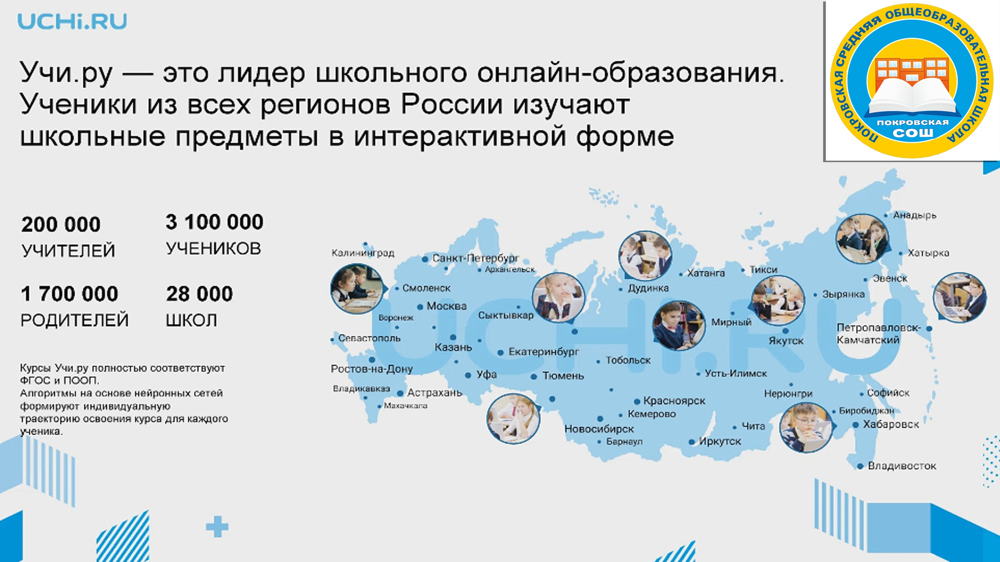 UCHi.RU
ПОКРОВСКАЯ СРЕДНЯЯ ОБЩЕОБРАЗОВАТЕЛЬНАЯ ШКОЛА
ПОКРОВСКАЯ
СОШ
Учи.ру — это лидер школьного онлайн-образования.
Ученики из всех регионов России изучают
школьные предметы в интерактивной форме
200 000
УЧИТЕЛЕЙ
3 100 000
УЧЕНИКОВ
1 700 000
РОДИТЕЛЕЙ
28 000
ШКОЛ
Курсы Учи.ру полностью соответствуют
ФГОС и ПООП.
Алгоритмы на основе нейронных сетей
формируют индивидуальную
траекторию освоения курса для каждого
ученика.
UCHi.RU
Анадырь
Калининград
Санкт-Петербург
Хатырка
Архангельск
Хатанга
Тикси
Эвенск
Смоленск
Дудинка
Зырянка
Москва
Сыктывкар
Воронеж
Мирный
Петропавловск-
Камчатский
Севастополь
Якутск
Казань
Екатеринбург
Тобольск
Ростов-на-Дону
Уфа
Тюмень
Усть-Илимск
Владикавказ
Астрахань
Нерюнгри
Софийск
Махачкала
Красноярск
Биробиджан
Кемерово
Хабаровск
Новосибирск
Чита
Барнаул
Иркутск
Владивосток